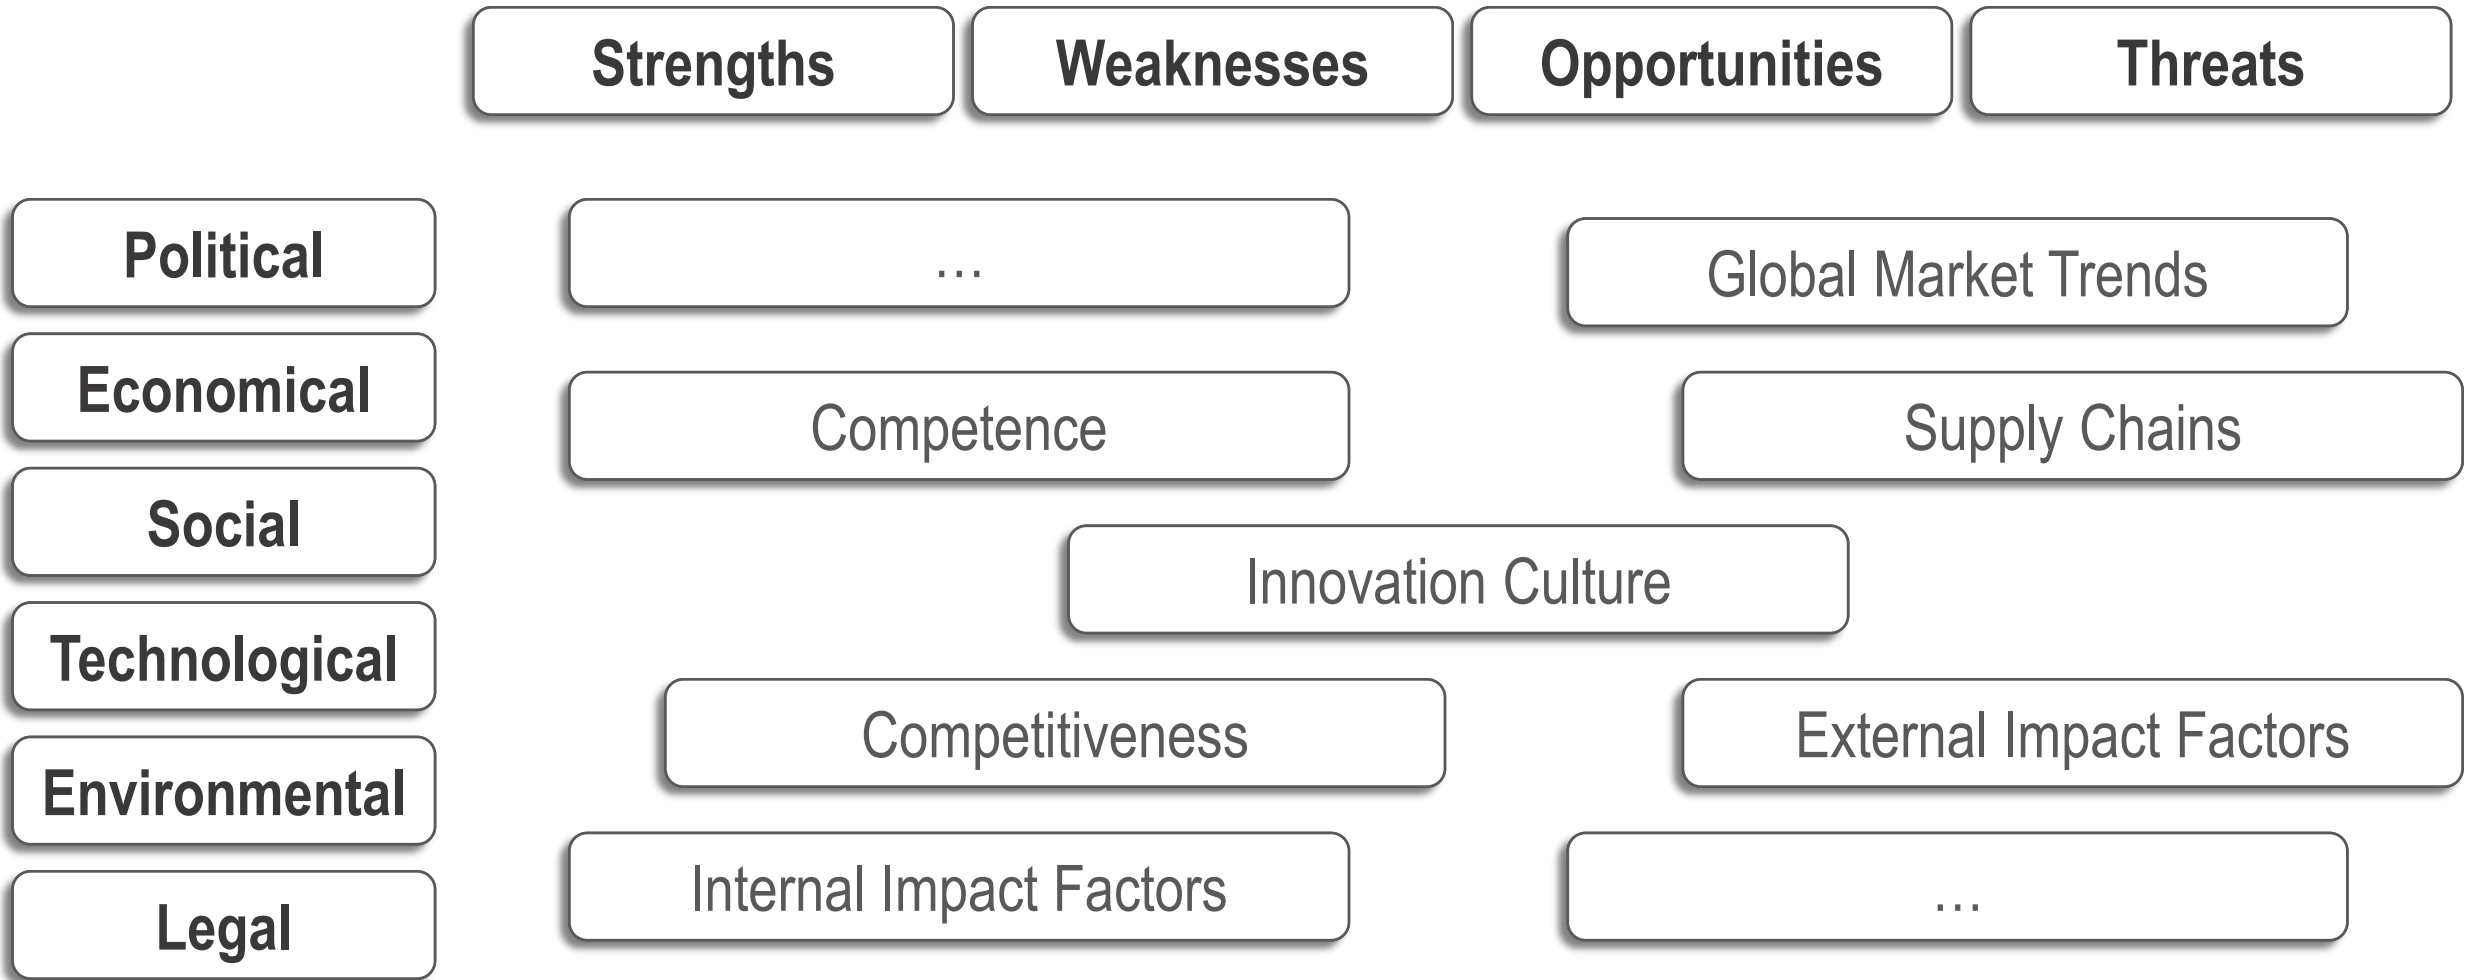 Strengths
Weaknesses
Opportunities
Threats
Political
…
Global Market Trends
Economical
Competence
Supply Chains
Social
Innovation Culture
Technological
Competitiveness
External Impact Factors
Environmental
Internal Impact Factors
…
Legal